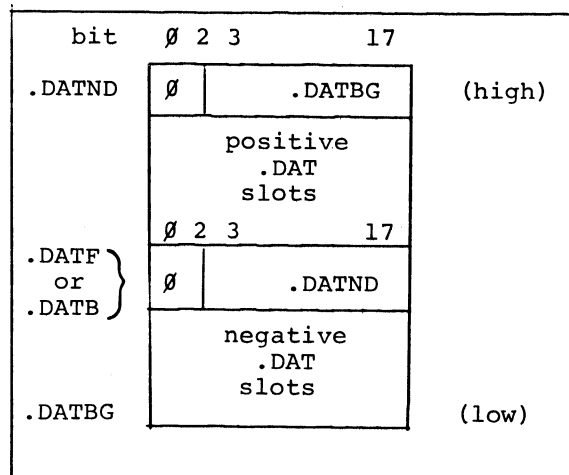 bit Ø 2 3 17
.DATND Ø .DATBG (high)
positive
.DAT
slots
Ø 2 3 17
.DATF
or
.DATB
Ø .DATND
negative
.DAT
slots
.DATBG (low)